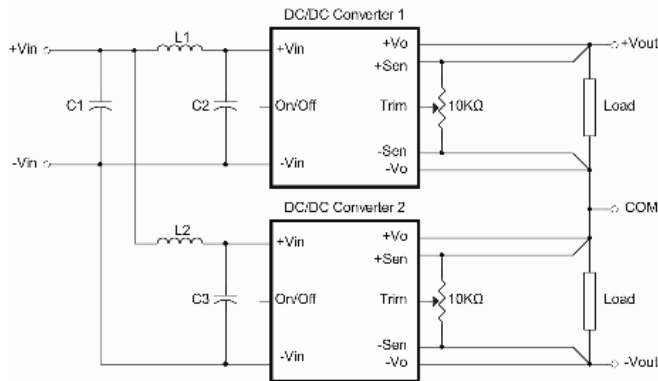 DC/DC Converter 1
+Vin
L1
+Vin
+Vo
+Vout
+Sen
C1
C2
On/Off
Trim
10KΩ
Load
-Vin
-Vin
-Sen
-Vo
DC/DC Converter 2
COM
L2
+Vin
+Vo
+Sen
C3
On/Off
Trim
10KΩ
Load
-Vin
-Sen
-Vo
-Vout